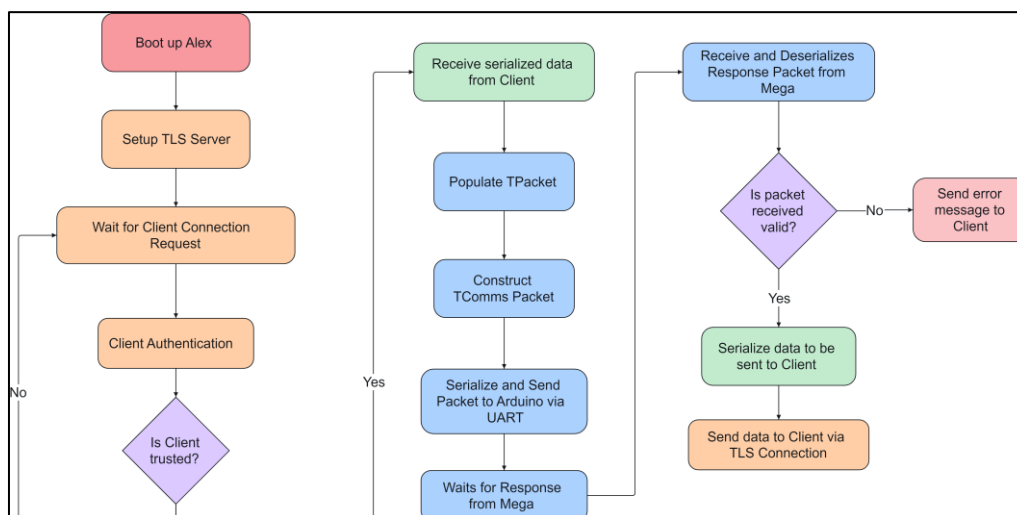 Boot up Alex
Setup TLS Server
Wait for Client Connection
Request
Client Authentication
No
Is Client
trusted?
Yes
Receive serialized data
from Client
Populate TPacket
Construct
TComms Packet
Serialize and Send
Packet to Arduino via
UART
Waits for Response
from Mega
Receive and Deserializes
Response Packet from
Mega
Is packet
received
valid?
No
Send error
message to
Client
Yes
Serialize data to be
sent to Client
Send data to Client via
TLS Connection